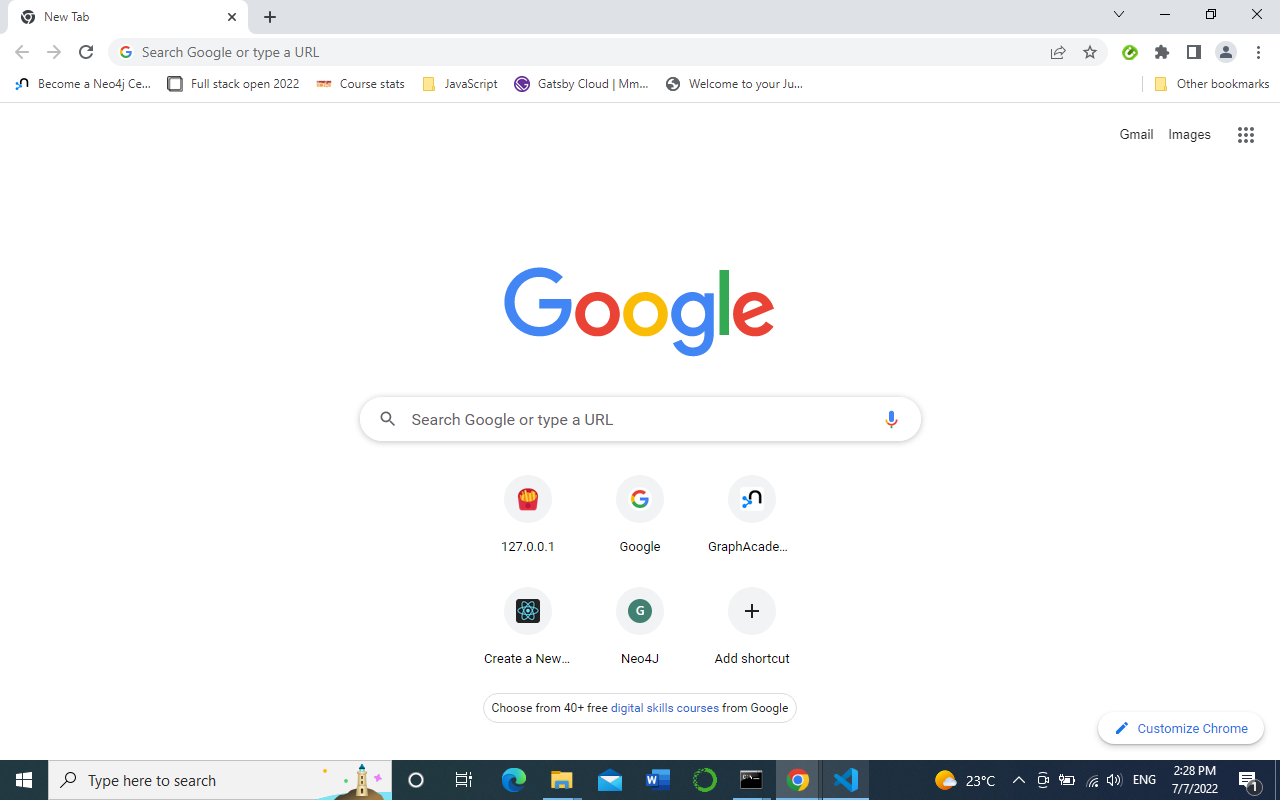 New Tab
Search Google or type a URL
Become a Neo4j Ce...
Full stack open 2022
Course stats
JavaScript
Gatsby Cloud | Mm...
Welcome to your Ju...
Other bookmarks
Gmail
Images
Google
Search Google or type a URL
127.0.0.1
Google
GraphAcade...
Create a New...
G
Neo4J
Add shortcut
Choose from 40+ free digital skills courses from Google
Customize Chrome
Type here to search
23°C
ENG
2:28 PM
7/7/2022
1